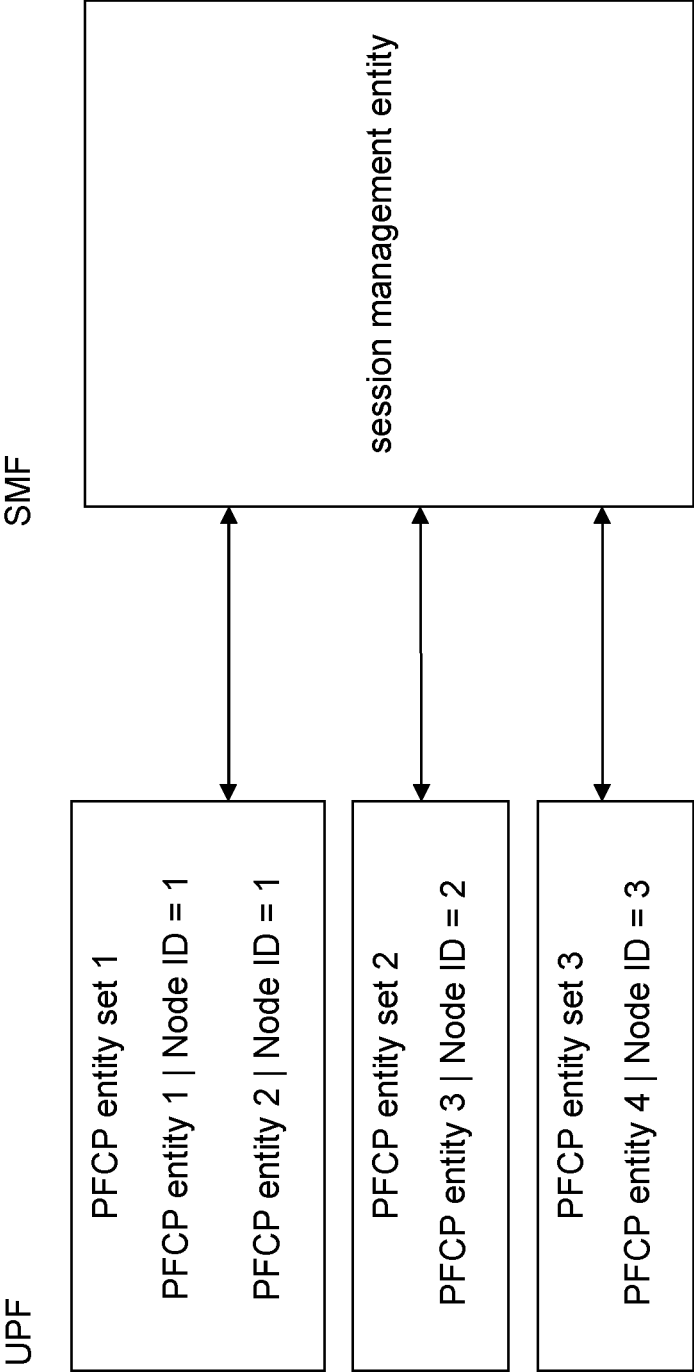 UPF
SMF
PFCP entity set 1
PFCP entity 1 | Node ID = 1
PFCP entity 2 | Node ID = 1
PFCP entity set 2
PFCP entity 3 | Node ID = 2
PFCP entity set 3
PFCP entity 4 | Node ID = 3
session management entity